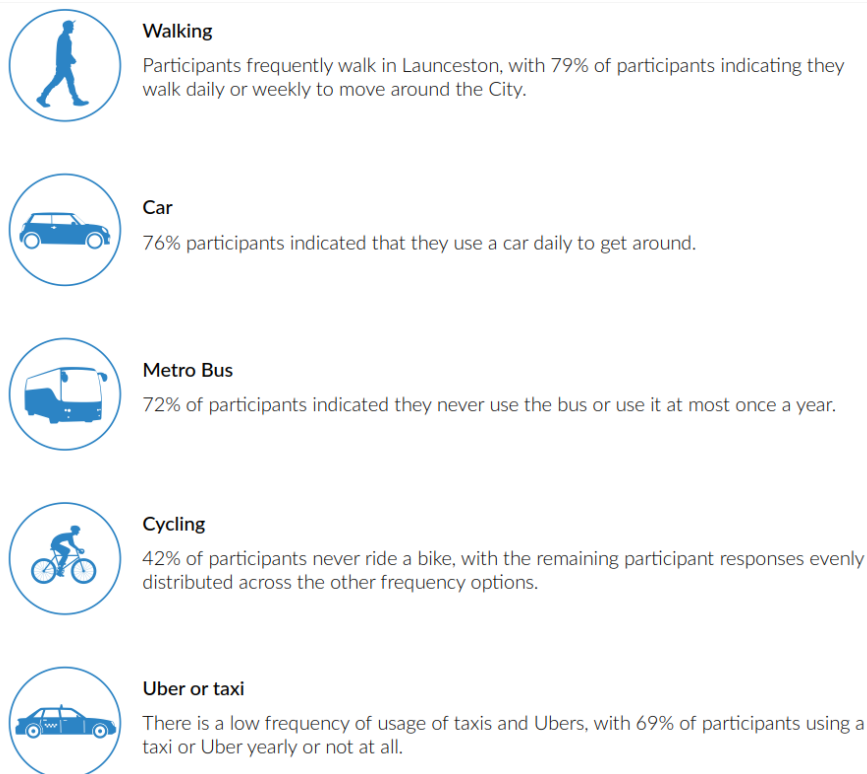 Walking
Participants frequently walk in Launceston, with 79% of participants indicating they
walk daily or weekly to move around the City.
Car
76% participants indicated that they use a car daily to get around.
Metro Bus
72% of participants indicated they never use the bus or use it at most once a year.
Cycling
42% of participants never ride a bike, with the remaining participant responses evenly
distributed across the other frequency options.
Uber or taxi
There is a low frequency of usage of taxis and Ubers, with 69% of participants using a
taxi or Uber yearly or not at all.